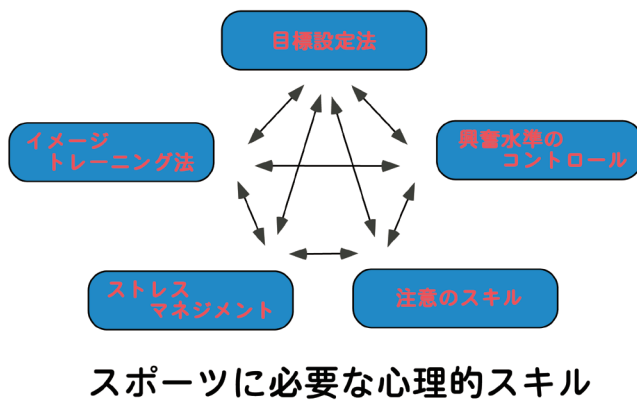 目標設定法
イメージ
トレーニング法
興奮水準の
コントロール
ストレス
マネジメント
注意のスキル
スポーツに必要な心理的スキル